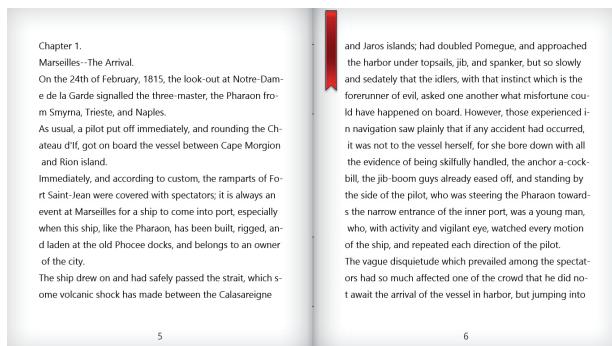 Chapter 1.
Marseilles--The Arrival.
On the 24th of February, 1815, the look-out at Notre-Dam-
e de la Garde signalled the three-master, the Pharaon fro-
m Smyrna, Trieste, and Naples.
As usual, a pilot put off immediately, and rounding the Ch-
ateau d'If, got on board the vessel between Cape Morgion
and Rion island.
Immediately, and according to custom, the ramparts of Fo-
rt Saint-Jean were covered with spectators; it is always an
event at Marseilles for a ship to come into port, especially
when this ship, like the Pharaon, has been built, rigged, an-
d laden at the old Phocee docks, and belongs to an owner
of the city.
The ship drew on and had safely passed the strait, which s-
ome volcanic shock has made between the Calasareigne
5
and Jaros islands; had doubled Pomegue, and approached
the harbor under topsails, jib, and spanker, but so slowly
and sedately that the idlers, with that instinct which is the
forerunner of evil, asked one another what misfortune cou-
ld have happened on board. However, those experienced i-
n navigation saw plainly that if any accident had occurred,
it was not to the vessel herself, for she bore down with all
the evidence of being skilfully handled, the anchor a-cock-
bill, the jib-boom guys already eased off, and standing by
the side of the pilot, who was steering the Pharaon toward-
s the narrow entrance of the inner port, was a young man,
who, with activity and vigilant eye, watched every motion
of the ship, and repeated each direction of the pilot.
The vague disquietude which prevailed among the spectat-
ors had so much affected one of the crowd that he did no-
t await the arrival of the vessel in harbor, but jumping into
6